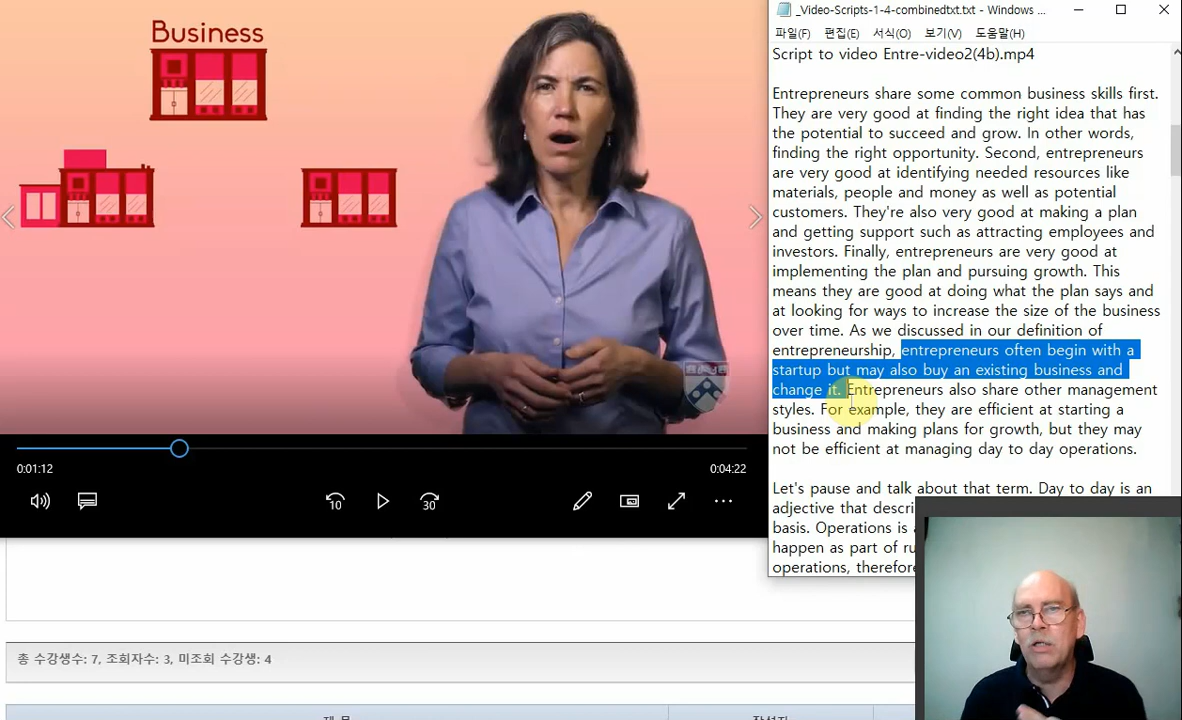 Business
0:01:12
0:04:22
10
30
_Video-Scripts-1-4-combinedtxt.txt - Windows ...
파일(F) 편집(E) 서식(O) 보기(V) 도움말(H)
Script to video Entre-video2(4b).mp4
Entrepreneurs share some common business skills first.
They are very good at finding the right idea that has
the potential to succeed and grow. In other words,
finding the right opportunity. Second, entrepreneurs
are very good at identifying needed resources like
materials, people and money as well as potential
customers. They're also very good at making a plan
and getting support such as attracting employees and
investors. Finally, entrepreneurs are very good at
implementing the plan and pursuing growth. This
means they are good at doing what the plan says and
at looking for ways to increase the size of the business
over time. As we discussed in our definition of
entrepreneurship, entrepreneurs often begin with a
startup but may also buy an existing business and
change it. Entrepreneurs also share other management
styles. For example, they are efficient at starting a
business and making plans for growth, but they may
not be efficient at managing day to day operations.
Let's pause and talk about that term. Day to day is an
adjective that descri
basis. Operations is
happen as part of ru
operations, therefore
총 수강생수: 7, 조회자수: 3, 미조회 수강생: 4